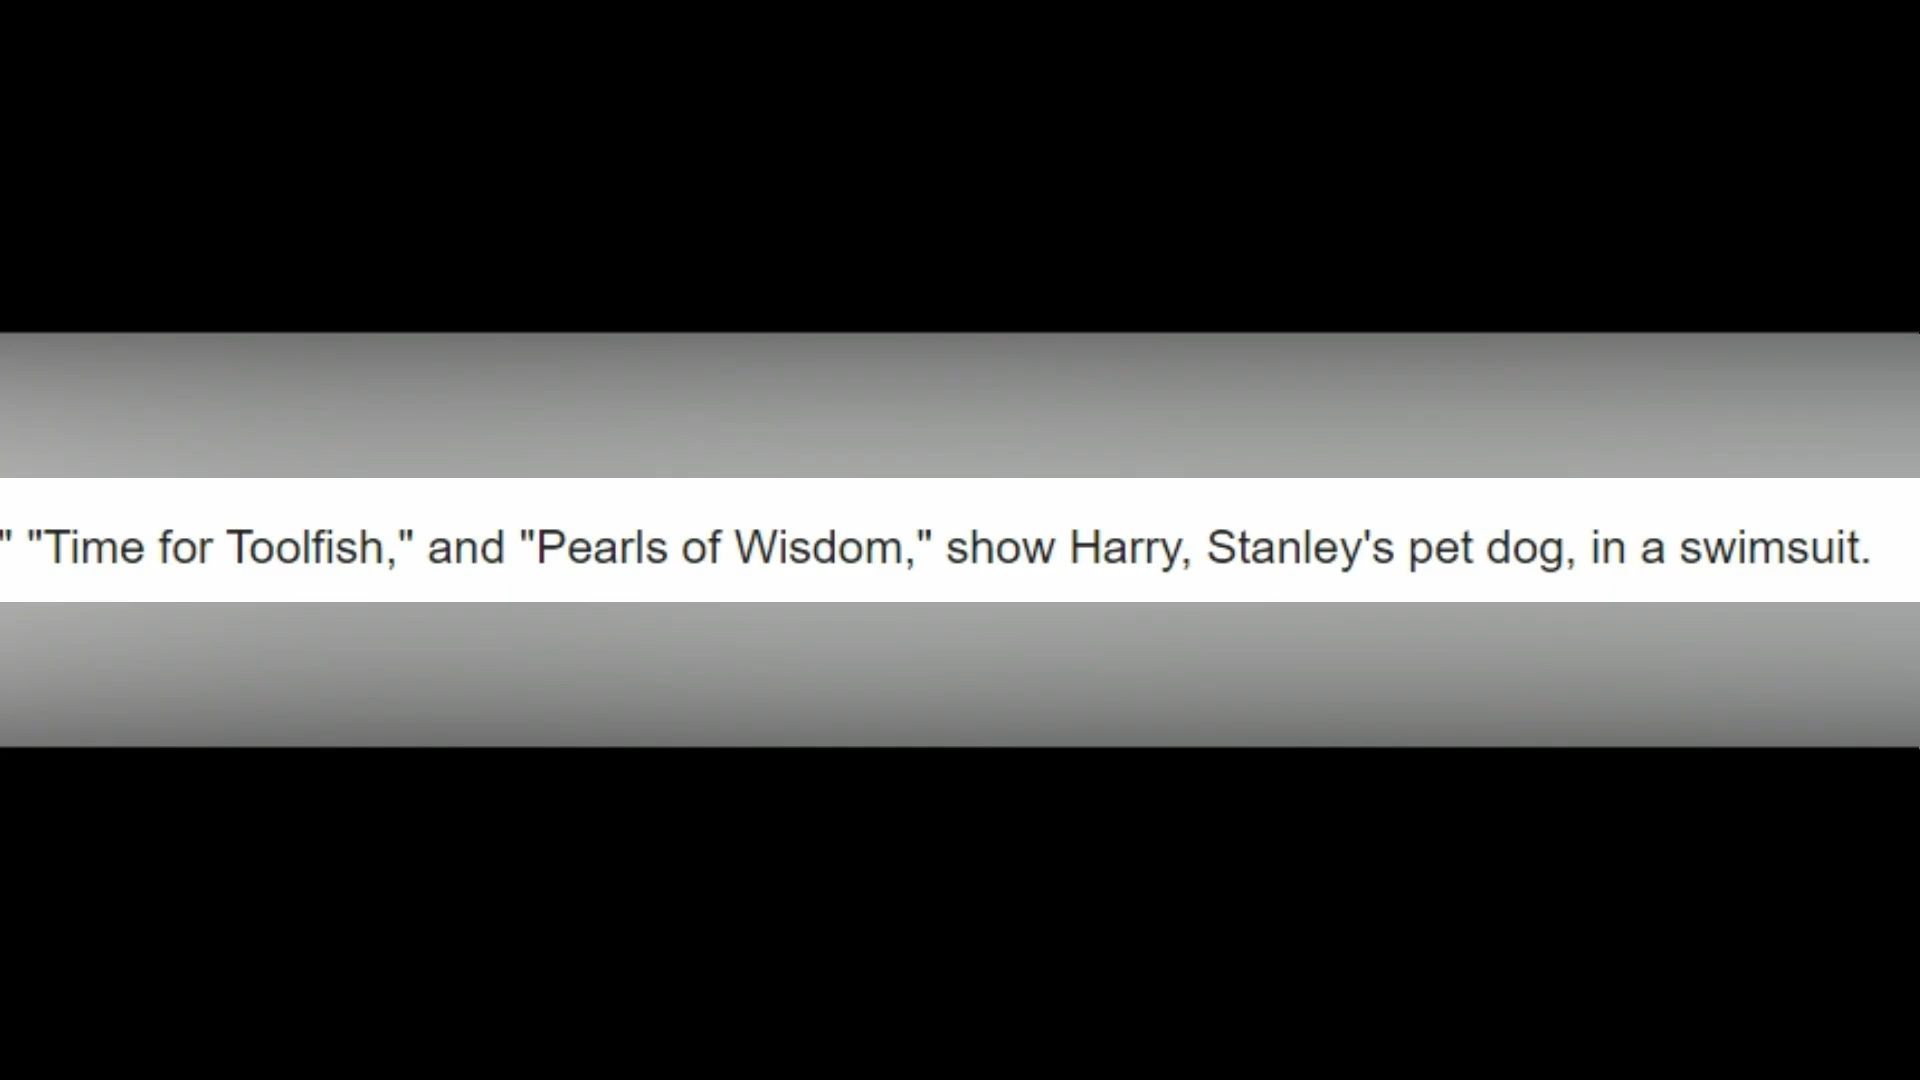 " "Time for Toolfish," and "Pearls of Wisdom," show Harry, Stanley's pet dog, in a swimsuit.